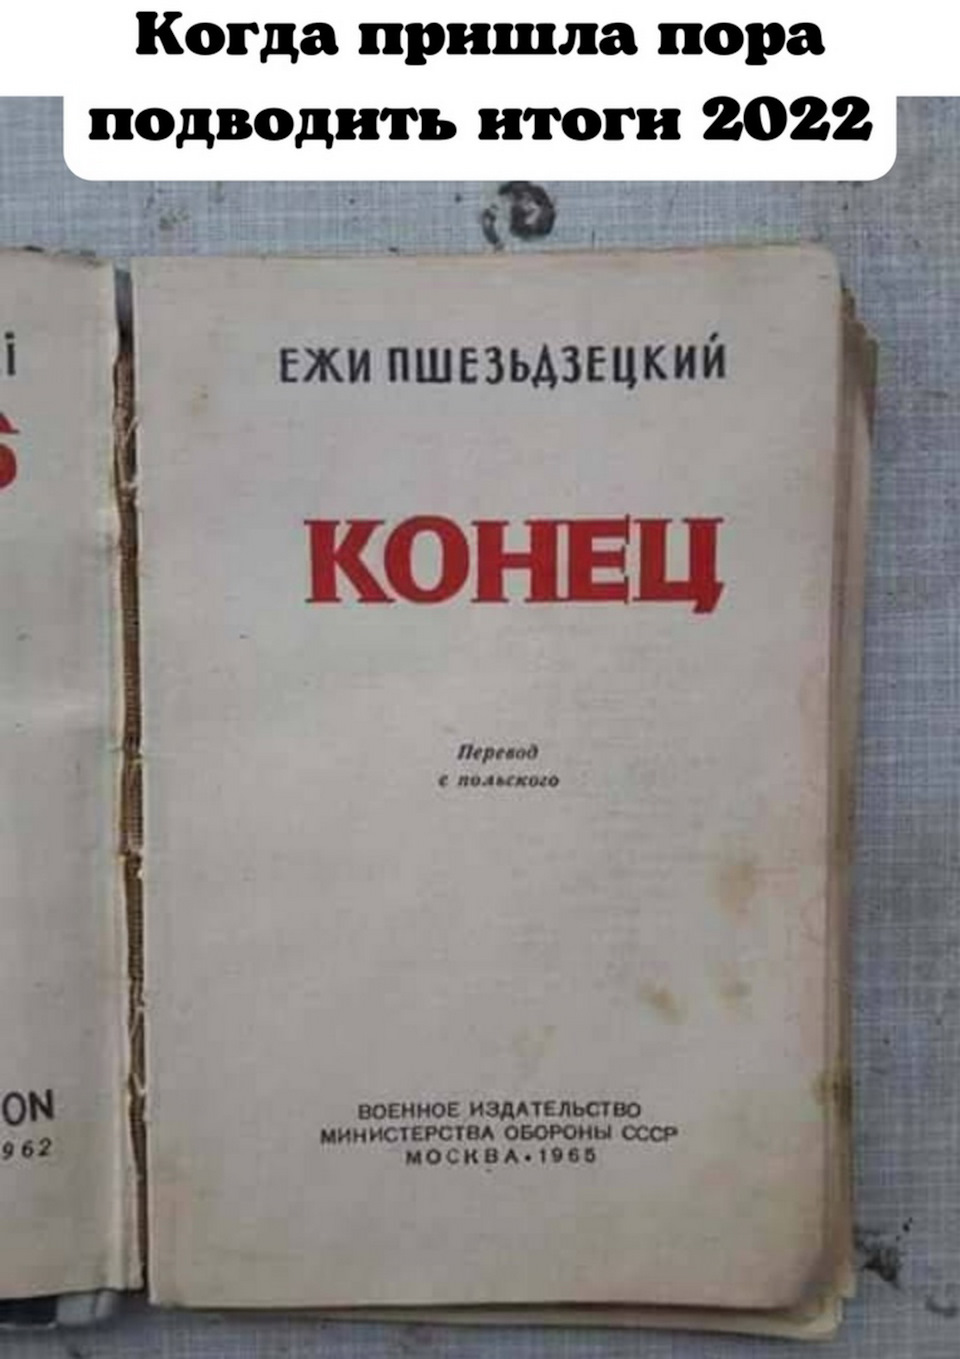 Когда пришла пора
подводить итоги 2022
ЕЖИ ПШЕЗЬДЗЕЦКИЙ
КОНЕЦ
Перевод
с польского
ВОЕННОЕ ИЗДАТЕЛЬСТВО
МИНИСТЕРСТВА ОБОРОНЫ СССР
МОСКВА • 1965
ON
962